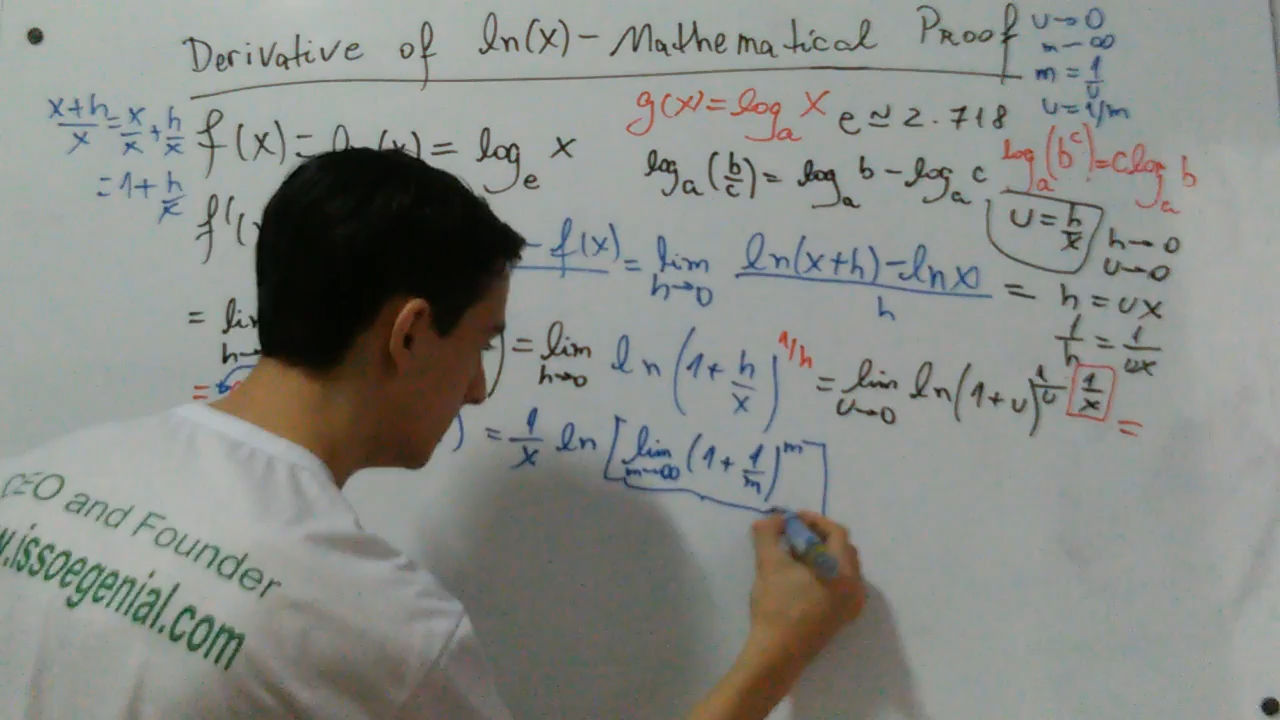 Derivative of ln(x) - Mathematical Proof
u→0
m→∞
m = 1/u
u = 1/m
(x+h)/x = x/x + h/x
= 1 + h/x
g(x) = log_a x
e ≃ 2.718
f(x) = ln(x) = log_e x
log_a (b/c) = log_a b - log_a c
log_a (b^c) = c log_a b
u = h/x
h→0
u→0
f'(
- f(x) = lim h→0 (ln(x+h) - ln x)/h =
h = ux
1/h = 1/ux
= lim h→
) = lim h→0 ln(1 + h/x)^1/h = lim u→0 ln(1+u)^1/u 1/x =
=
) = 1/x ln [lim m→∞ (1 + 1/m)^m]
CEO and Founder
w.issoegenial.com